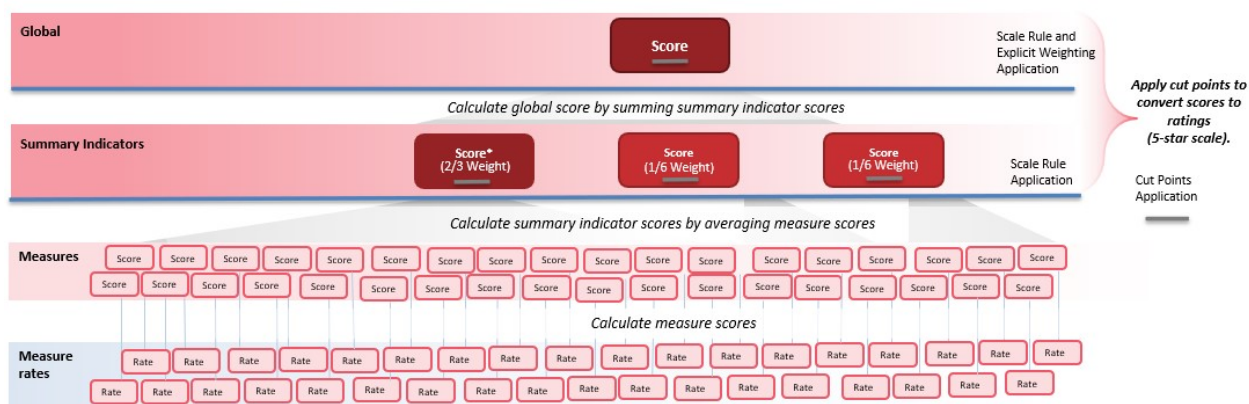 Global
Score
Scale Rule and
Explicit Weighting
Application
Calculate global score by summing summary indicator scores
Apply cut points to
convert scores to
ratings
(5-star scale).
Summary Indicators
Score*
(2/3 Weight)
Score
(1/6 Weight)
Score
(1/6 Weight)
Scale Rule
Application
Cut Points
Application
Calculate summary indicator scores by averaging measure scores
Measures
Score Score Score Score Score Score Score Score Score Score Score Score Score Score Score Score Score Score
Score Score Score Score Score Score Score Score Score Score Score Score Score Score Score Score Score Score
Calculate measure scores
Measure
rates
Rate Rate Rate Rate Rate Rate Rate Rate Rate Rate Rate Rate Rate Rate Rate Rate Rate Rate
Rate Rate Rate Rate Rate Rate Rate Rate Rate Rate Rate Rate Rate Rate Rate Rate Rate Rate